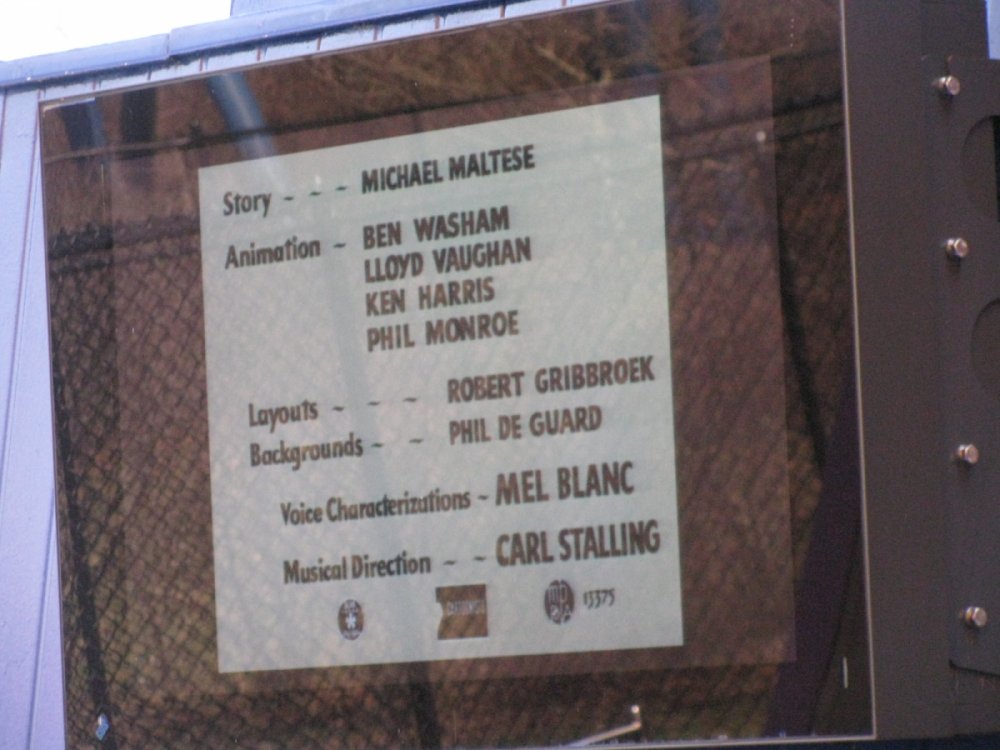 Story - - - MICHAEL MALTESE
Animation - BEN WASHAM
LLOYD VAUGHAN
KEN HARRIS
PHIL MONROE
Layouts - - - ROBERT GRIBBROEK
Backgrounds - - PHIL DE GUARD
Voice Characterizations - MEL BLANC
Musical Direction - - CARL STALLING
13375